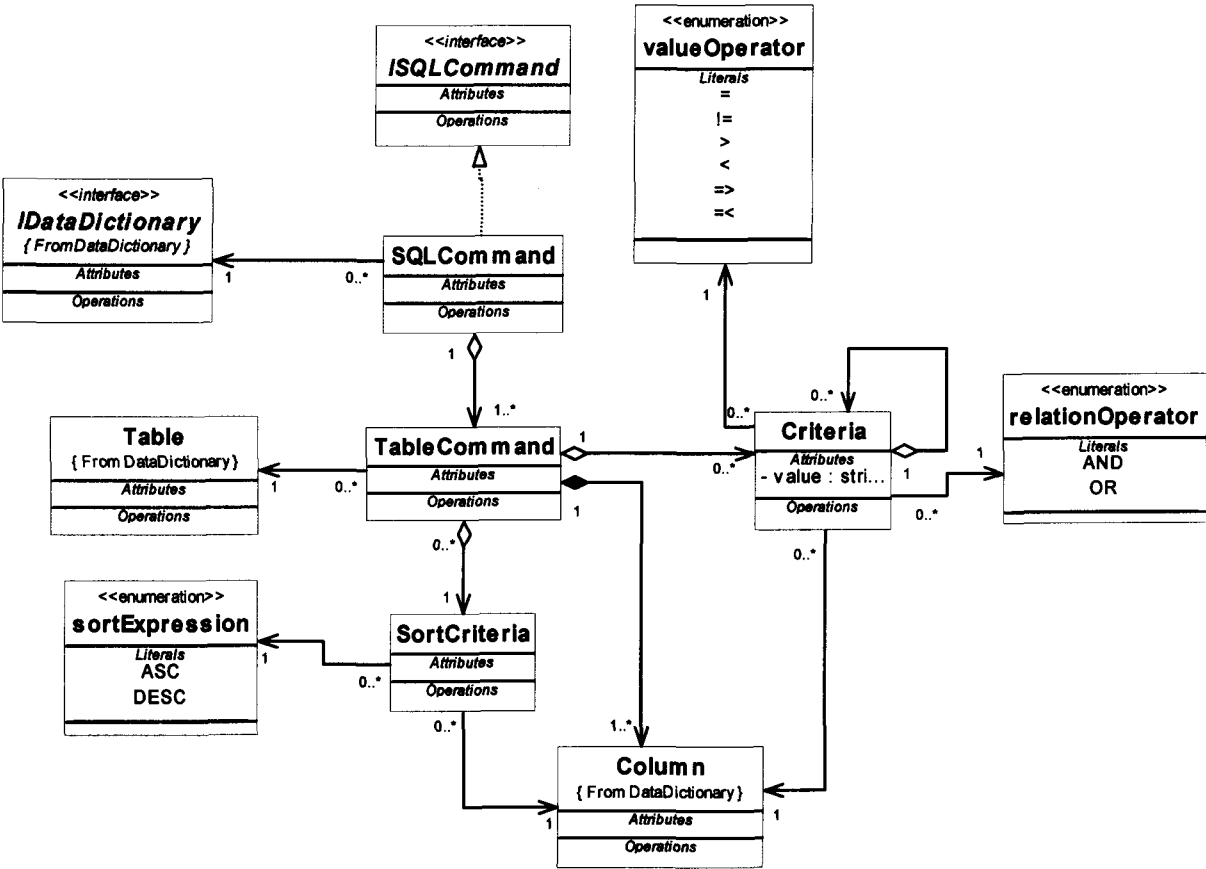 <<enumeration>>
valueOperator
Literals
=
!=
>
<
=>
=<
<<interface>>
ISQLCommand
Attributes
Operations
<<interface>>
IDataDictionary
{ FromDataDictionary }
Attributes
Operations
1
0..*
SQLCommand
Attributes
Operations
1
1..*
1
0..*
0..*
1
<<enumeration>>
relationOperator
Literals
AND
OR
1
0..*
Table
{ From DataDictionary}
Attributes
Operations
1
0..*
TableCommand
Attributes
Operations
1
0..*
1
Criteria
Attributes
- value : stri...
Operations
0..*
0..*
1
<<enumeration>>
sortExpression
Literals
ASC
DESC
1
0..*
SortCriteria
Attributes
Operations
0..*
1
1..*
Column
{ From DataDictionary}
Attributes
Operations
1